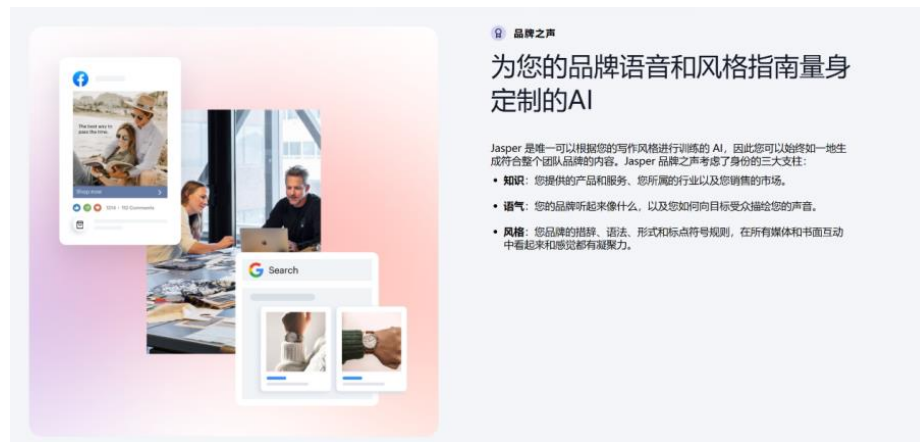 品牌之声
为您的品牌语音和风格指南量身
定制的AI
Jasper 是唯一可以根据您的写作风格进行训练的 AI，因此您可以始终如一地生
成符合整个团队品牌的内容。Jasper 品牌之声考虑了身份的三大支柱：
• 知识：您提供的产品和服务、您所属的行业以及您销售的市场。
• 语气：您的品牌听起来像什么，以及您如何向目标受众描绘您的声音。
• 风格：您品牌的措辞、语法、形式和标点符号规则，在所有媒体和书面互动
中看起来和感觉都有凝聚力。
The best way to
pass the time.
Shop now
Search